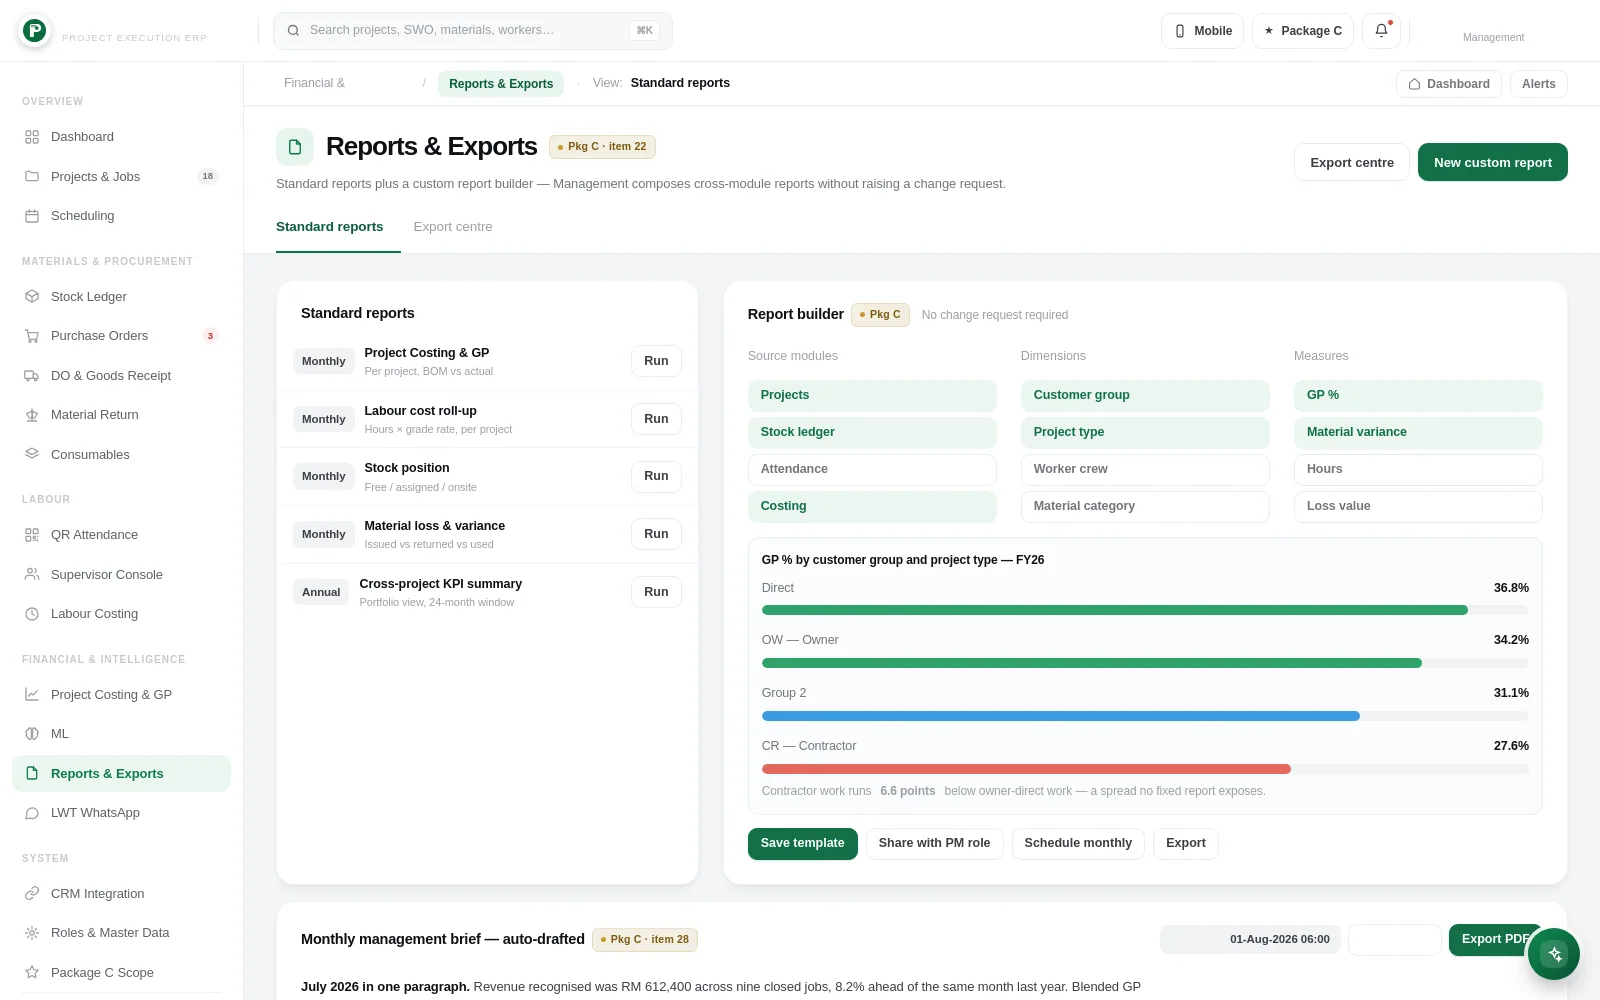 PROJECT EXECUTION ERP
Search projects, SWO, materials, workers…
⌘K
Mobile
★ Package C
Management
OVERVIEW
Dashboard
Projects & Jobs 18
Scheduling
MATERIALS & PROCUREMENT
Stock Ledger
Purchase Orders 3
DO & Goods Receipt
Material Return
Consumables
LABOUR
QR Attendance
Supervisor Console
Labour Costing
FINANCIAL & INTELLIGENCE
Project Costing & GP
ML
Reports & Exports
LWT WhatsApp
SYSTEM
CRM Integration
Roles & Master Data
Package C Scope
Financial & / Reports & Exports · View: Standard reports
Dashboard
Alerts
Reports & Exports
Pkg C · item 22
Standard reports plus a custom report builder — Management composes cross-module reports without raising a change request.
Export centre
New custom report
Standard reports
Export centre
Standard reports
Monthly
Project Costing & GP
Per project, BOM vs actual
Run
Monthly
Labour cost roll-up
Hours × grade rate, per project
Run
Monthly
Stock position
Free / assigned / onsite
Run
Monthly
Material loss & variance
Issued vs returned vs used
Run
Annual
Cross-project KPI summary
Portfolio view, 24-month window
Run
Report builder
Pkg C
No change request required
Source modules
Projects
Stock ledger
Attendance
Costing
Dimensions
Customer group
Project type
Worker crew
Material category
Measures
GP %
Material variance
Hours
Loss value
GP % by customer group and project type — FY26
Direct 36.8%
OW — Owner 34.2%
Group 2 31.1%
CR — Contractor 27.6%
Contractor work runs 6.6 points below owner-direct work — a spread no fixed report exposes.
Save template
Share with PM role
Schedule monthly
Export
Monthly management brief — auto-drafted
Pkg C · item 28
01-Aug-2026 06:00
Export PDF
July 2026 in one paragraph. Revenue recognised was RM 612,400 across nine closed jobs, 8.2% ahead of the same month last year. Blended GP